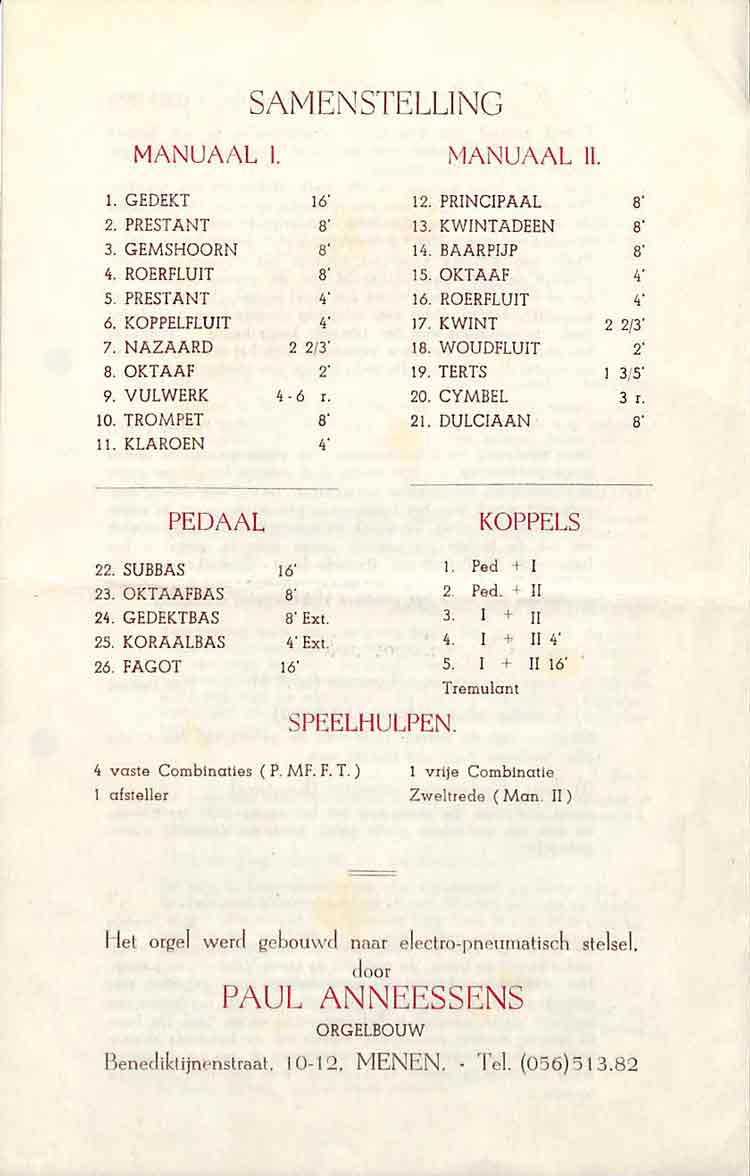 SAMENSTELLING
MANUAAL I.
1. GEDEKT 16'
2. PRESTANT 8'
3. GEMSHOORN 8'
4. ROERFLUIT 8'
5. PRESTANT 4'
6. KOPPELFLUIT 4'
7. NAZAARD 2 2/3'
8. OKTAAF 2'
9. VULWERK 4-6 r.
10. TROMPET 8'
11. KLAROEN 4'
MANUAAL II.
12. PRINCIPAAL 8'
13. KWINTADEEN 8'
14. BAARPIJP 8'
15. OKTAAF 4'
16. ROERFLUIT 4'
17. KWINT 2 2/3'
18. WOUDFLUIT 2'
19. TERTS 1 3/5'
20. CYMBEL 3 r.
21. DULCIAAN 8'
PEDAAL
22. SUBBAS 16'
23. OKTAAFBAS 8'
24. GEDEKTBAS 8' Ext.
25. KORAALBAS 4' Ext.
26. FAGOT 16'
KOPPELS
1. Ped + I
2. Ped. + II
3. I + II
4. I + II 4'
5. I + II 16'
Tremulant
SPEELHULPEN.
4 vaste Combinaties ( P. MF. F. T. )
1 afsteller
1 vrije Combinatie
Zweltrede ( Man. II )
Het orgel werd gebouwd naar electro-pneumatisch stelsel,
door
PAUL ANNEESSENS
ORGELBOUW
Benediktijnenstraat, 10-12, MENEN. - Tel. (056) 513.82